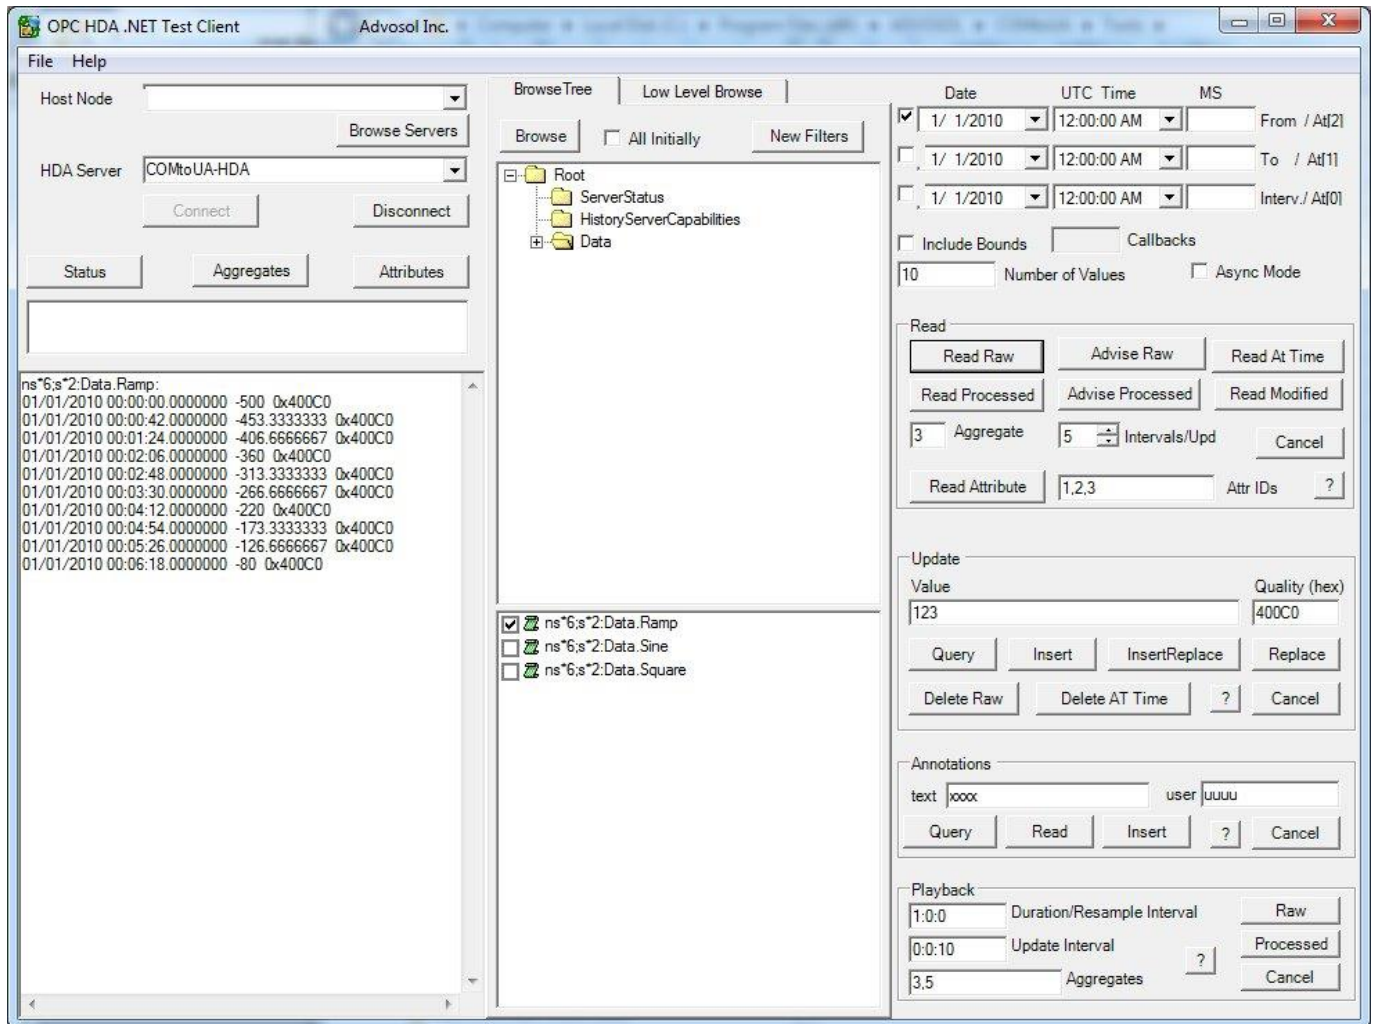 OPC HDA .NET Test Client Advosol Inc.
File Help
Host Node
Browse Servers
HDA Server COMtoUA-HDA
Connect Disconnect
Status Aggregates Attributes
ns*6;s*2:Data.Ramp:
01/01/2010 00:00:00.0000000 -500 0x400C0
01/01/2010 00:00:42.0000000 -453.3333333 0x400C0
01/01/2010 00:01:24.0000000 -406.6666667 0x400C0
01/01/2010 00:02:06.0000000 -360 0x400C0
01/01/2010 00:02:48.0000000 -313.3333333 0x400C0
01/01/2010 00:03:30.0000000 -266.6666667 0x400C0
01/01/2010 00:04:12.0000000 -220 0x400C0
01/01/2010 00:04:54.0000000 -173.3333333 0x400C0
01/01/2010 00:05:26.0000000 -126.6666667 0x400C0
01/01/2010 00:06:18.0000000 -80 0x400C0
BrowseTree Low Level Browse
Browse All Initially New Filters
Root
ServerStatus
HistoryServerCapabilities
Data
ns*6;s*2:Data.Ramp
ns*6;s*2:Data.Sine
ns*6;s*2:Data.Square
Date UTC Time MS
1/ 1/2010 12:00:00 AM From / At[2]
1/ 1/2010 12:00:00 AM To / At[1]
1/ 1/2010 12:00:00 AM Interv./ At[0]
Include Bounds Callbacks
10 Number of Values Async Mode
Read
Read Raw Advise Raw Read At Time
Read Processed Advise Processed Read Modified
3 Aggregate 5 Intervals/Upd Cancel
Read Attribute 1,2,3 Attr IDs ?
Update
Value Quality (hex)
123 400C0
Query Insert InsertReplace Replace
Delete Raw Delete AT Time ? Cancel
Annotations
text xxxx user uuuu
Query Read Insert ? Cancel
Playback
1:0:0 Duration/Resample Interval Raw
0:0:10 Update Interval ? Processed
3,5 Aggregates Cancel